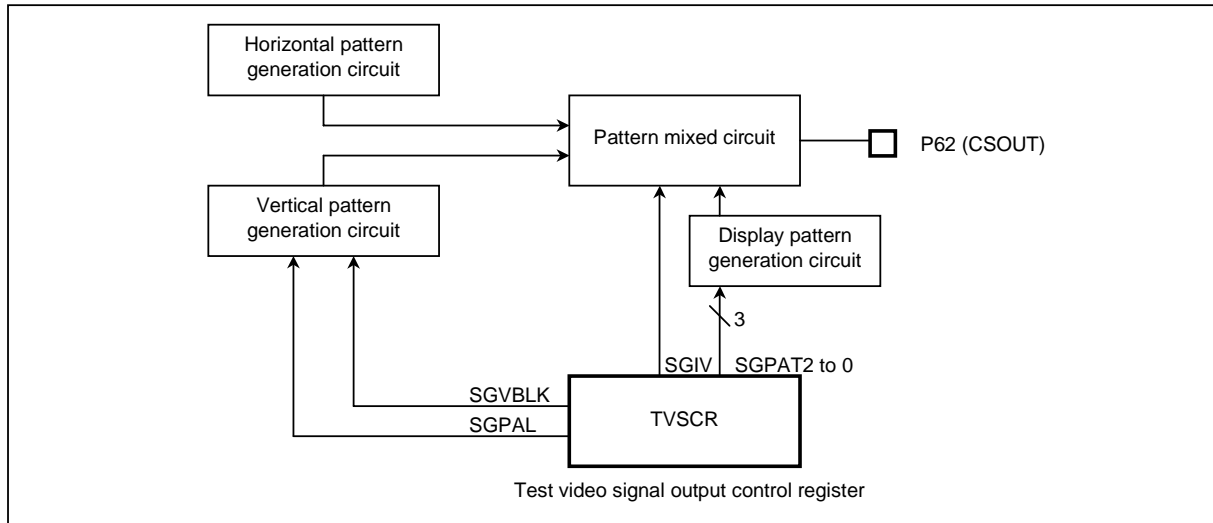 Horizontal pattern
generation circuit
Pattern mixed circuit
P62 (CSOUT)
Vertical pattern
generation circuit
Display pattern
generation circuit
3
SGIV
SGPAT2 to 0
SGVBLK
SGPAL
TVSCR
Test video signal output control register